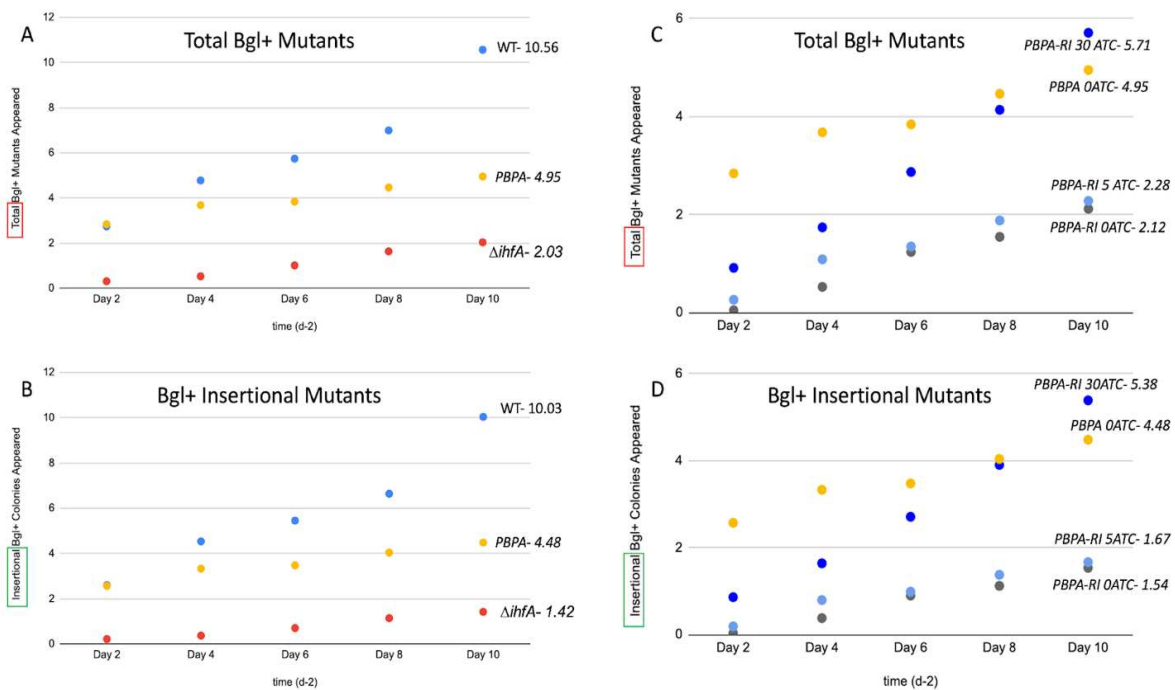 A
Total Bgl+ Mutants
Total Bgl+ Mutants Appeared
12
10
8
6
4
2
0
WT- 10.56
PBPA- 4.95
ΔihfA- 2.03
Day 2
Day 4
Day 6
Day 8
Day 10
time (d-2)
B
Bgl+ Insertional Mutants
Insertional Bgl+ Colonies Appeared
12
10
8
6
4
2
0
WT- 10.03
PBPA- 4.48
ΔihfA- 1.42
Day 2
Day 4
Day 6
Day 8
Day 10
time (d-2)
C
Total Bgl+ Mutants
Total Bgl+ Mutants Appeared
6
4
2
0
PBPA-RI 30 ATC- 5.71
PBPA 0ATC- 4.95
PBPA-RI 5 ATC- 2.28
PBPA-RI 0ATC- 2.12
Day 2
Day 4
Day 6
Day 8
Day 10
D
Bgl+ Insertional Mutants
Insertional Bgl+ Colonies Appeared
6
4
2
0
PBPA-RI 30ATC- 5.38
PBPA 0ATC- 4.48
PBPA-RI 5ATC- 1.67
PBPA-RI 0ATC- 1.54
Day 2
Day 4
Day 6
Day 8
Day 10
time (d-2)